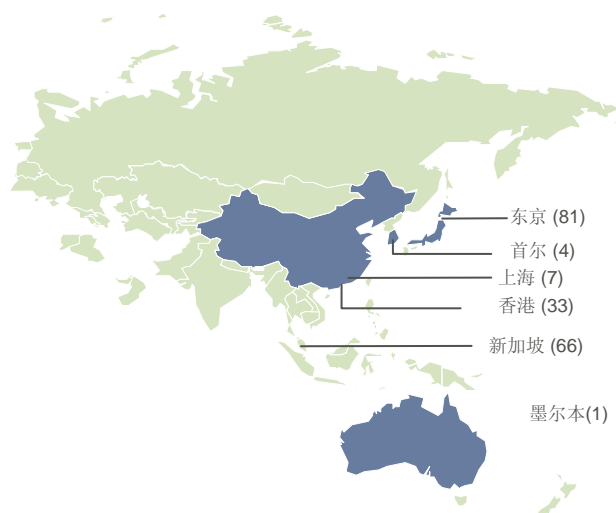 东京 (81)
首尔 (4)
上海 (7)
香港 (33)
新加坡 (66)
墨尔本(1)